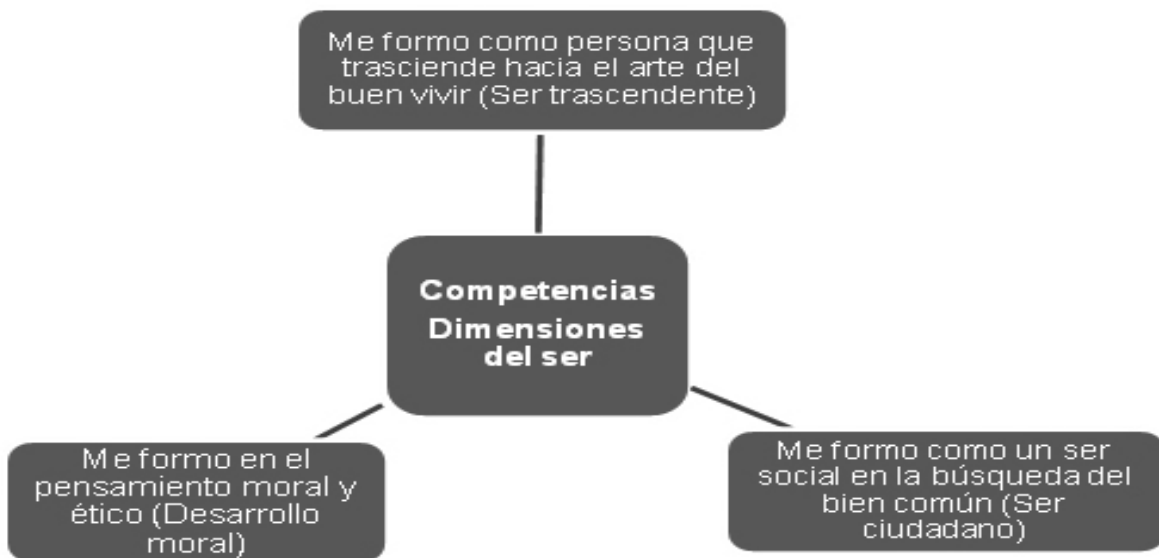 Me formo como persona que
trasciende hacia el arte del
buen vivir (Ser trascendente)
Competencias
Dimensiones
del ser
Me formo en el
pensamiento moral y
ético (Desarrollo
moral)
Me formo como un ser
social en la búsqueda del
bien común (Ser
ciudadano)